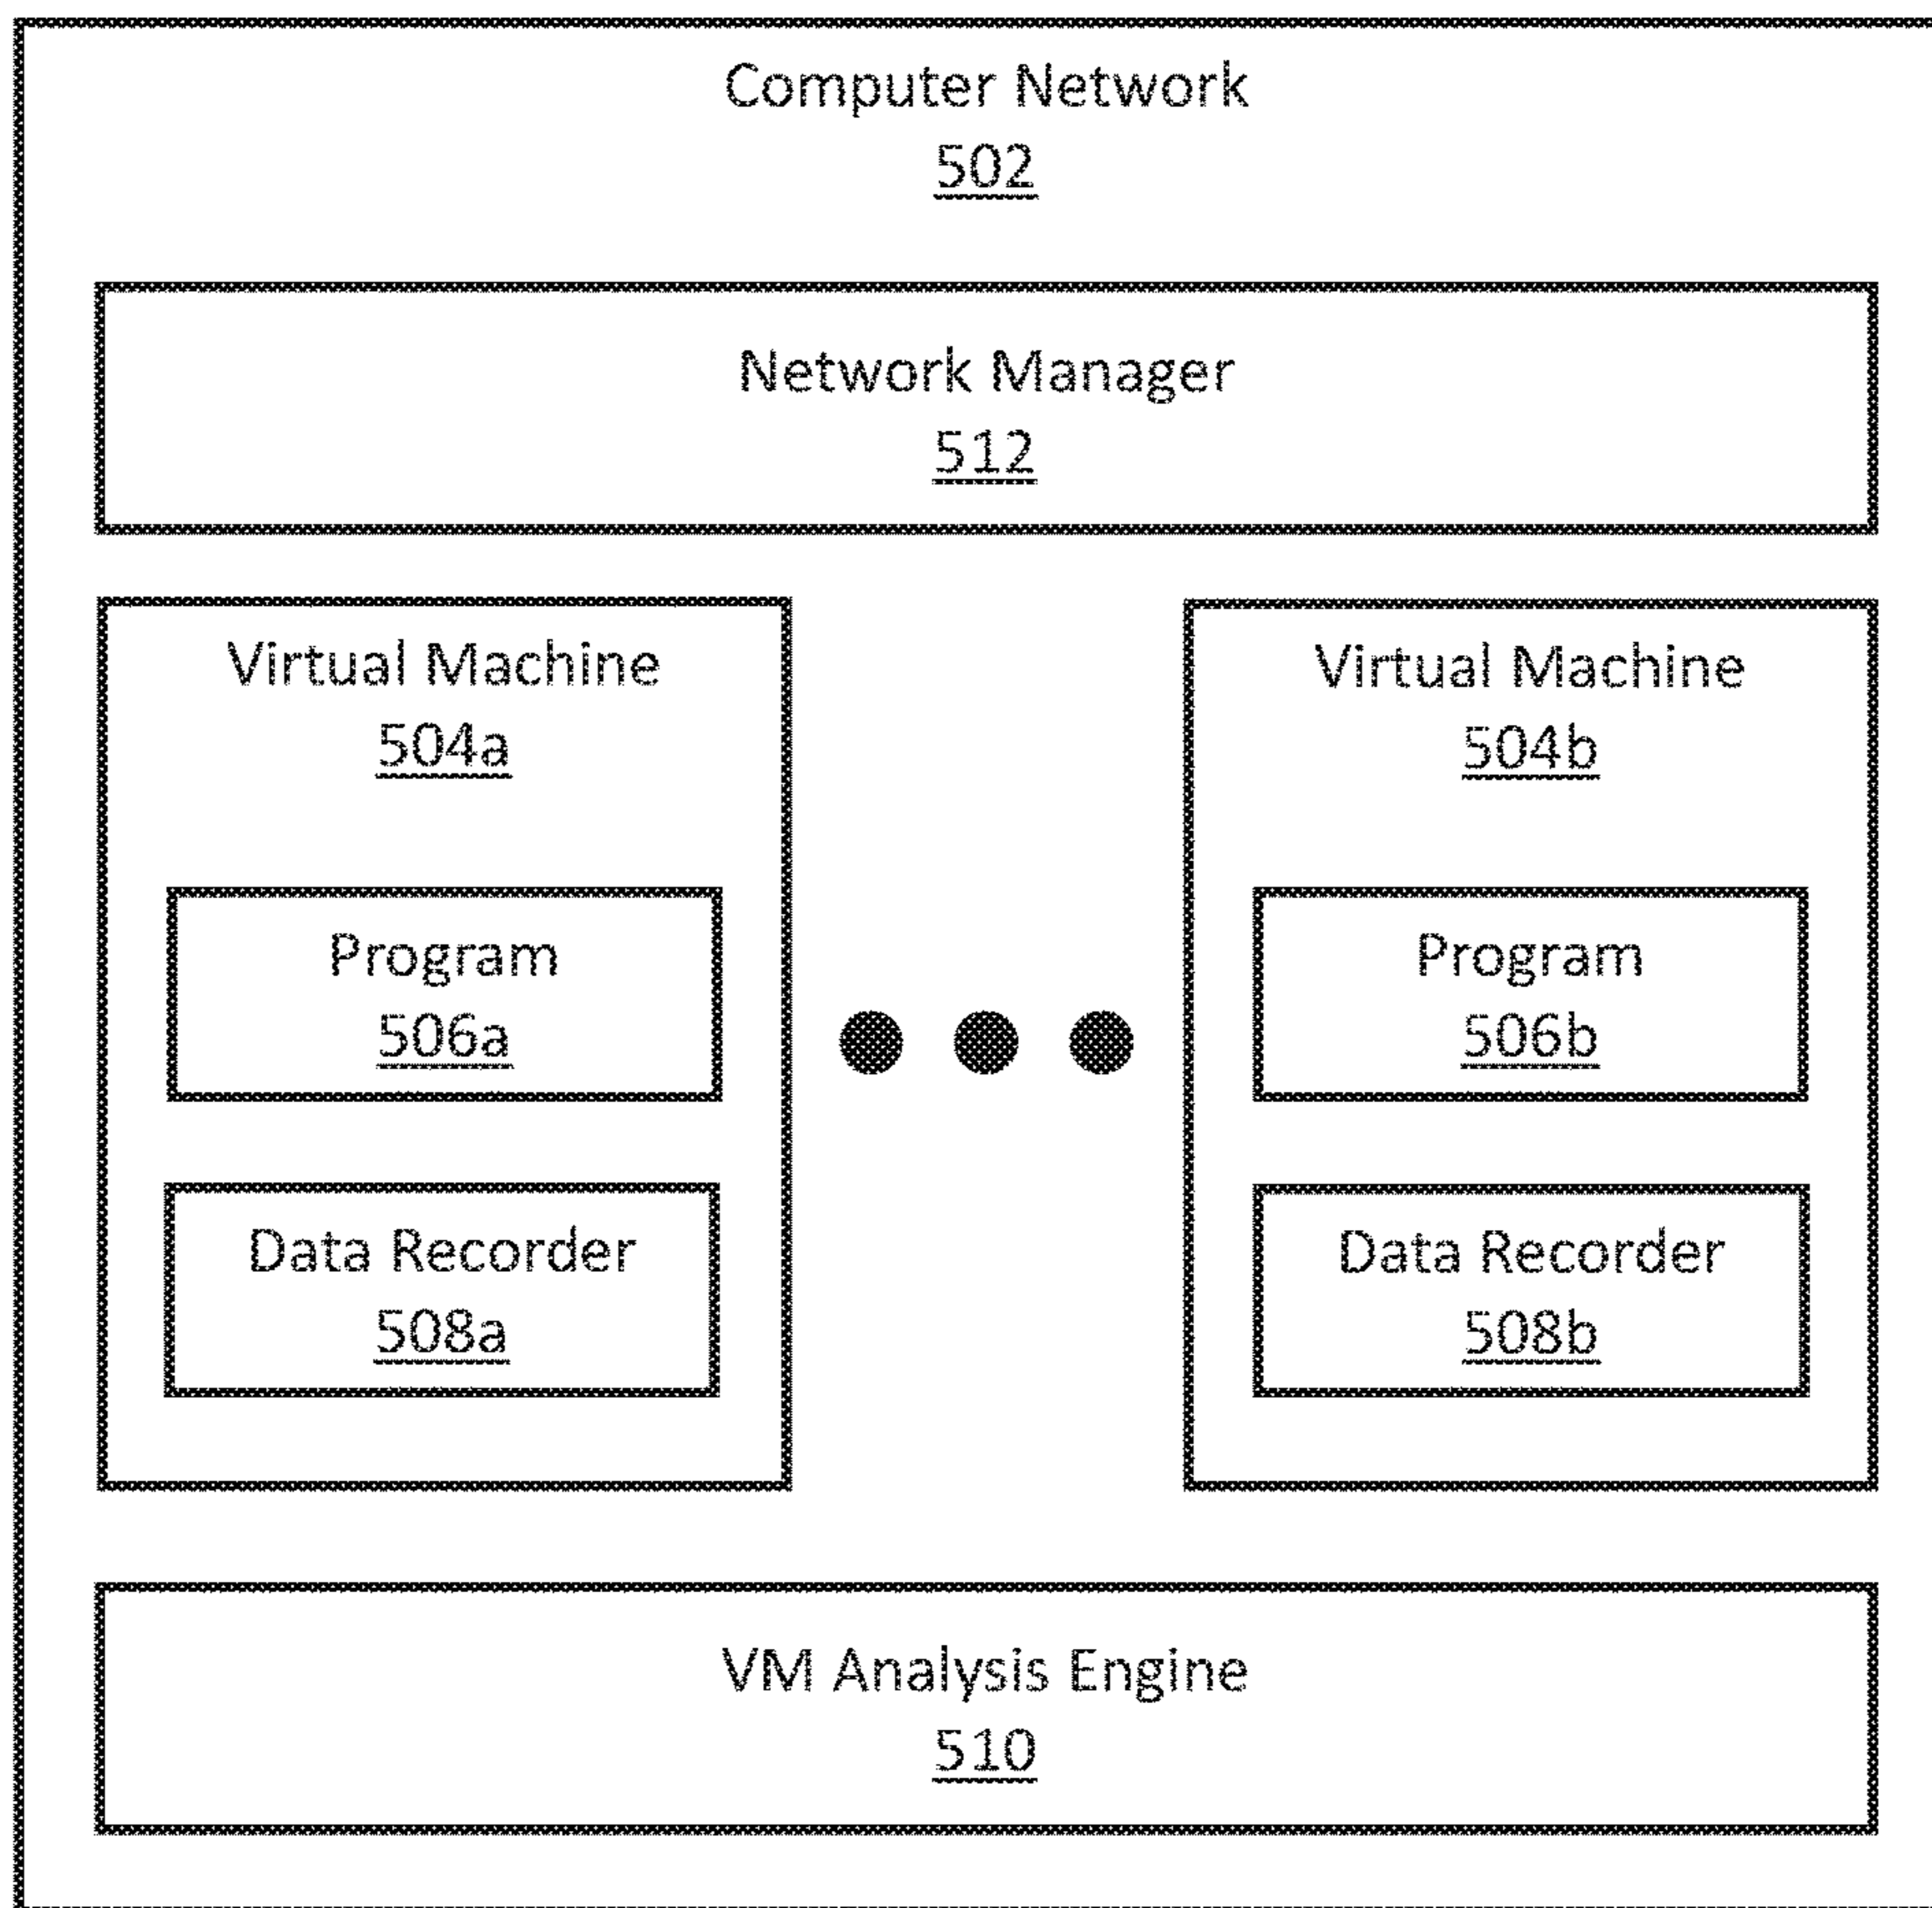 Computer Network
502
Network Manager
512
Virtual Machine
504a
Program
506a
Data Recorder
508a
Virtual Machine
504b
Program
506b
Data Recorder
508b
VM Analysis Engine
510